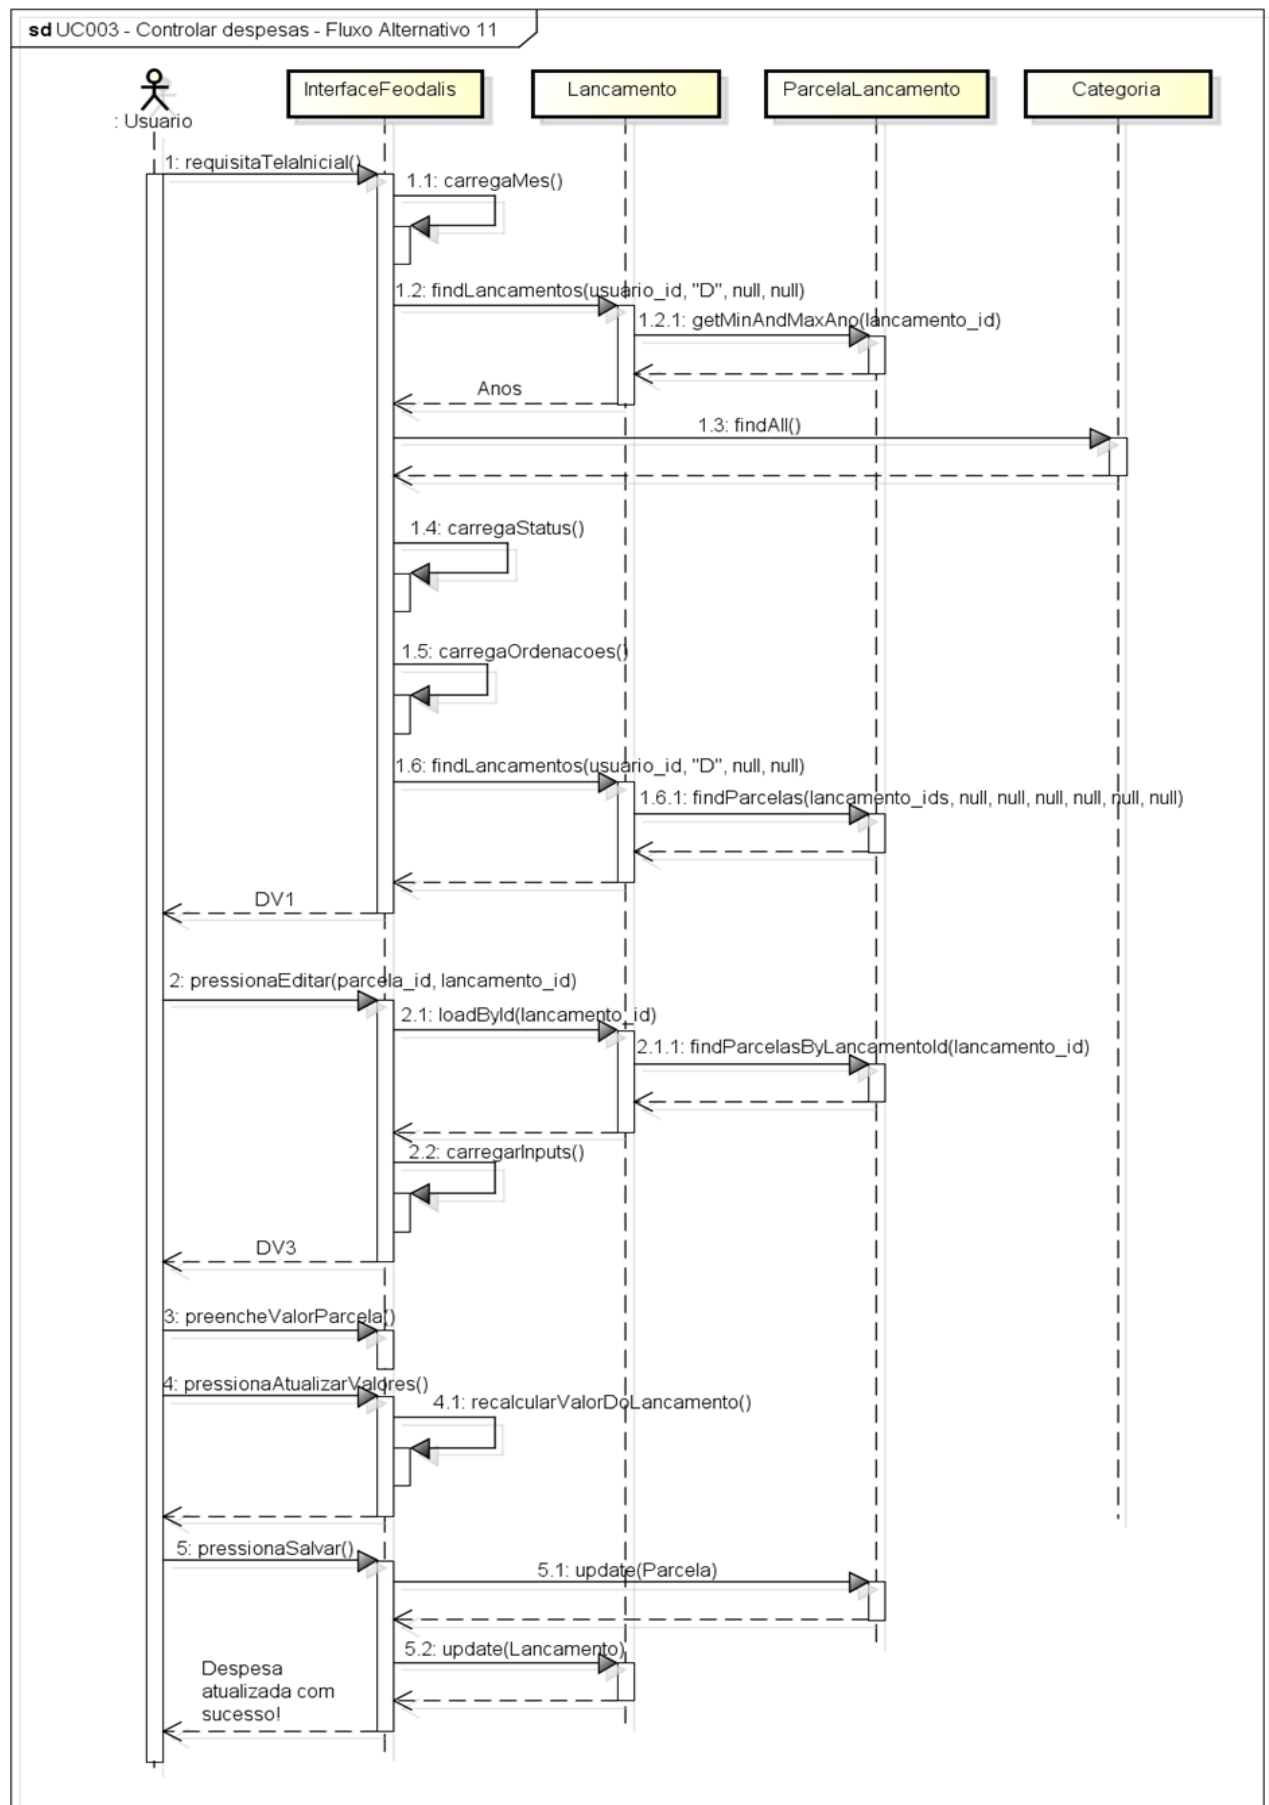 sd UC003 - Controlar despesas - Fluxo Alternativo 11
InterfaceFeodalis
Lancamento
ParcelaLancamento
Categoria
: Usuario
1: requisitaTelaInicial()
1.1: carregaMes()
1.2: findLancamentos(usuario_id, "D", null, null)
1.2.1: getMinAndMaxAno(lancamento_id)
Anos
1.3: findAll()
1.4: carregaStatus()
1.5: carregaOrdenacoes()
1.6: findLancamentos(usuario_id, "D", null, null)
1.6.1: findParcelas(lancamento_ids, null, null, null, null, null, null)
DV1
2: pressionaEditar(parcela_id, lancamento_id)
2.1: loadById(lancamento_id)
2.1.1: findParcelasByLancamentoId(lancamento_id)
2.2: carregarInputs()
DV3
3: preencheValorParcela()
4: pressionaAtualizarValores()
4.1: recalcularValorDoLancamento()
5: pressionaSalvar()
5.1: update(Parcela)
5.2: update(Lancamento)
Despesa
atualizada com
sucesso!